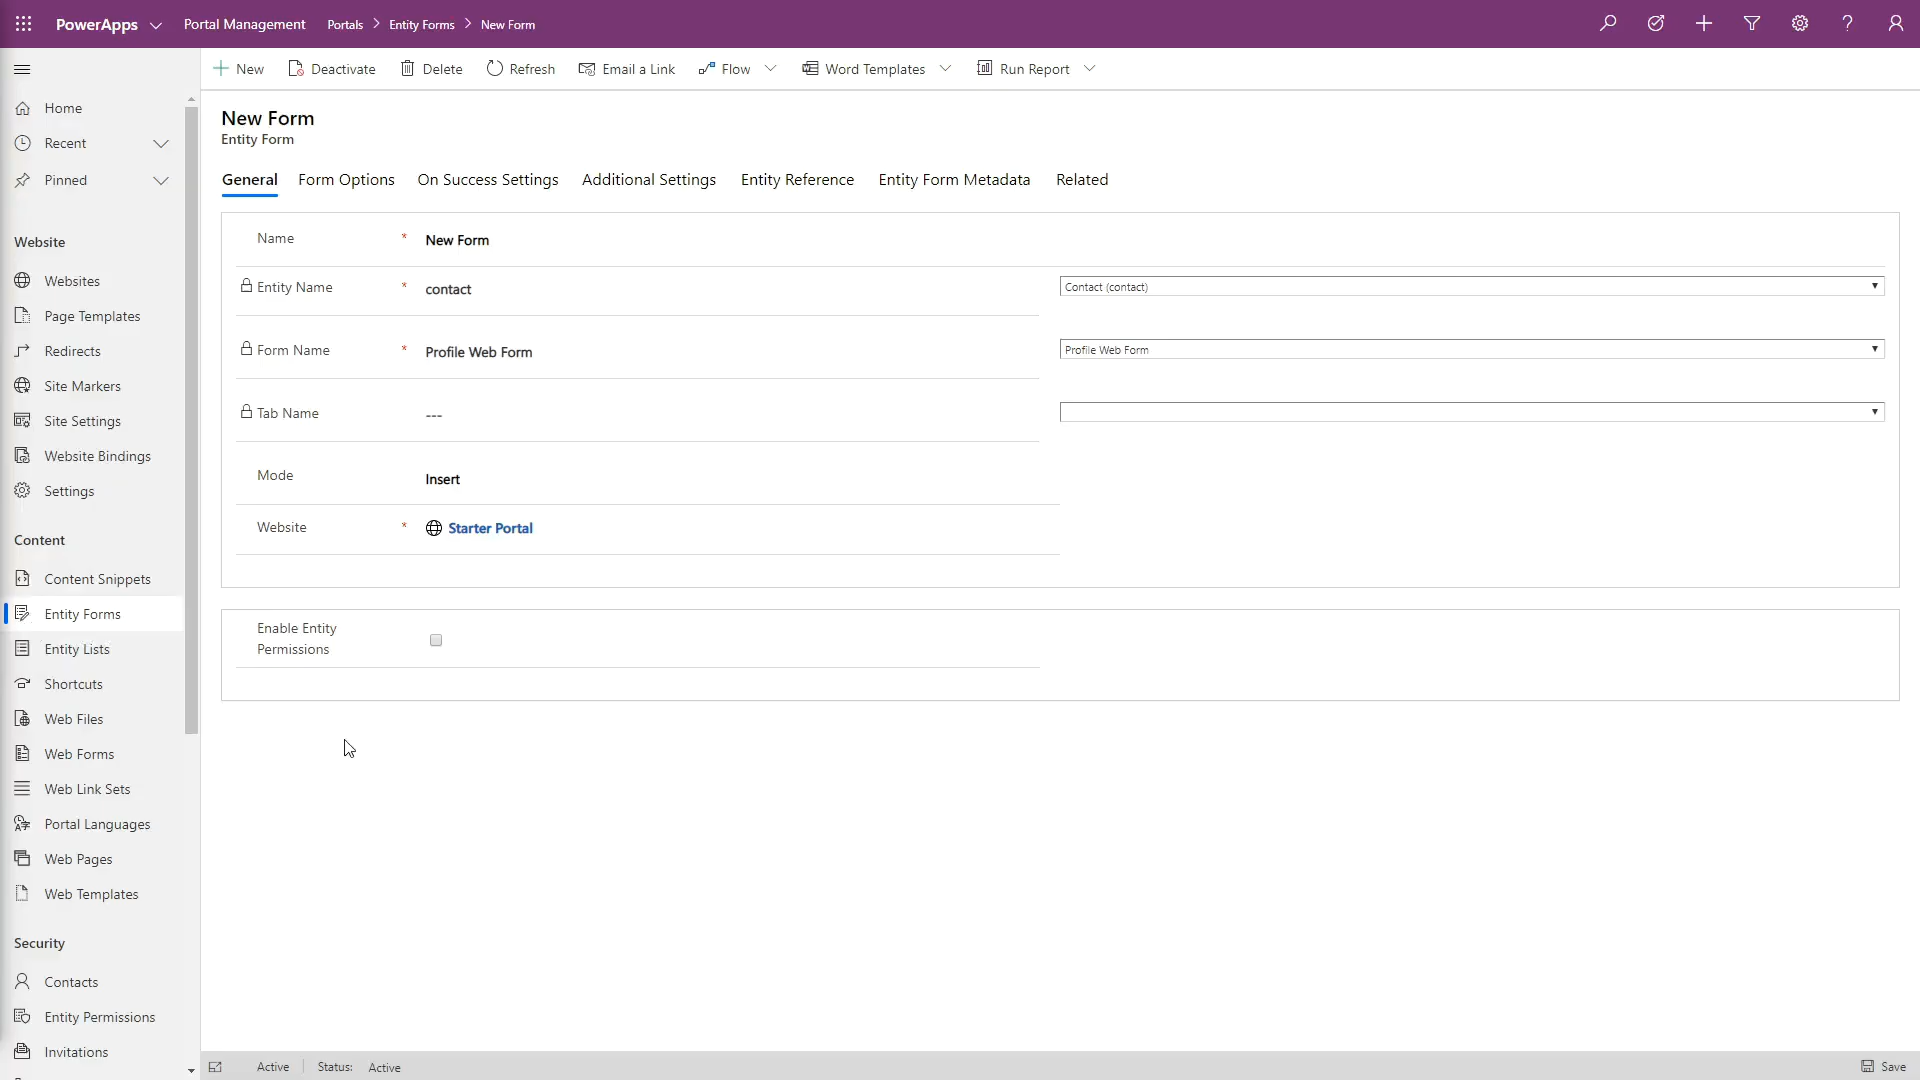 PowerApps
Portal Management
Portals > Entity Forms > New Form
New
Deactivate
Delete
Refresh
Email a Link
Flow
Word Templates
Run Report
Home
Recent
Pinned
Website
Websites
Page Templates
Redirects
Site Markers
Site Settings
Website Bindings
Settings
Content
Content Snippets
Entity Forms
Entity Lists
Shortcuts
Web Files
Web Forms
Web Link Sets
Portal Languages
Web Pages
Web Templates
Security
Contacts
Entity Permissions
Invitations
New Form
Entity Form
General
Form Options
On Success Settings
Additional Settings
Entity Reference
Entity Form Metadata
Related
Name * New Form
Entity Name * contact
Contact (contact)
Form Name * Profile Web Form
Profile Web Form
Tab Name ---
Mode Insert
Website * Starter Portal
Enable Entity
Permissions
Active
Status: Active
Save